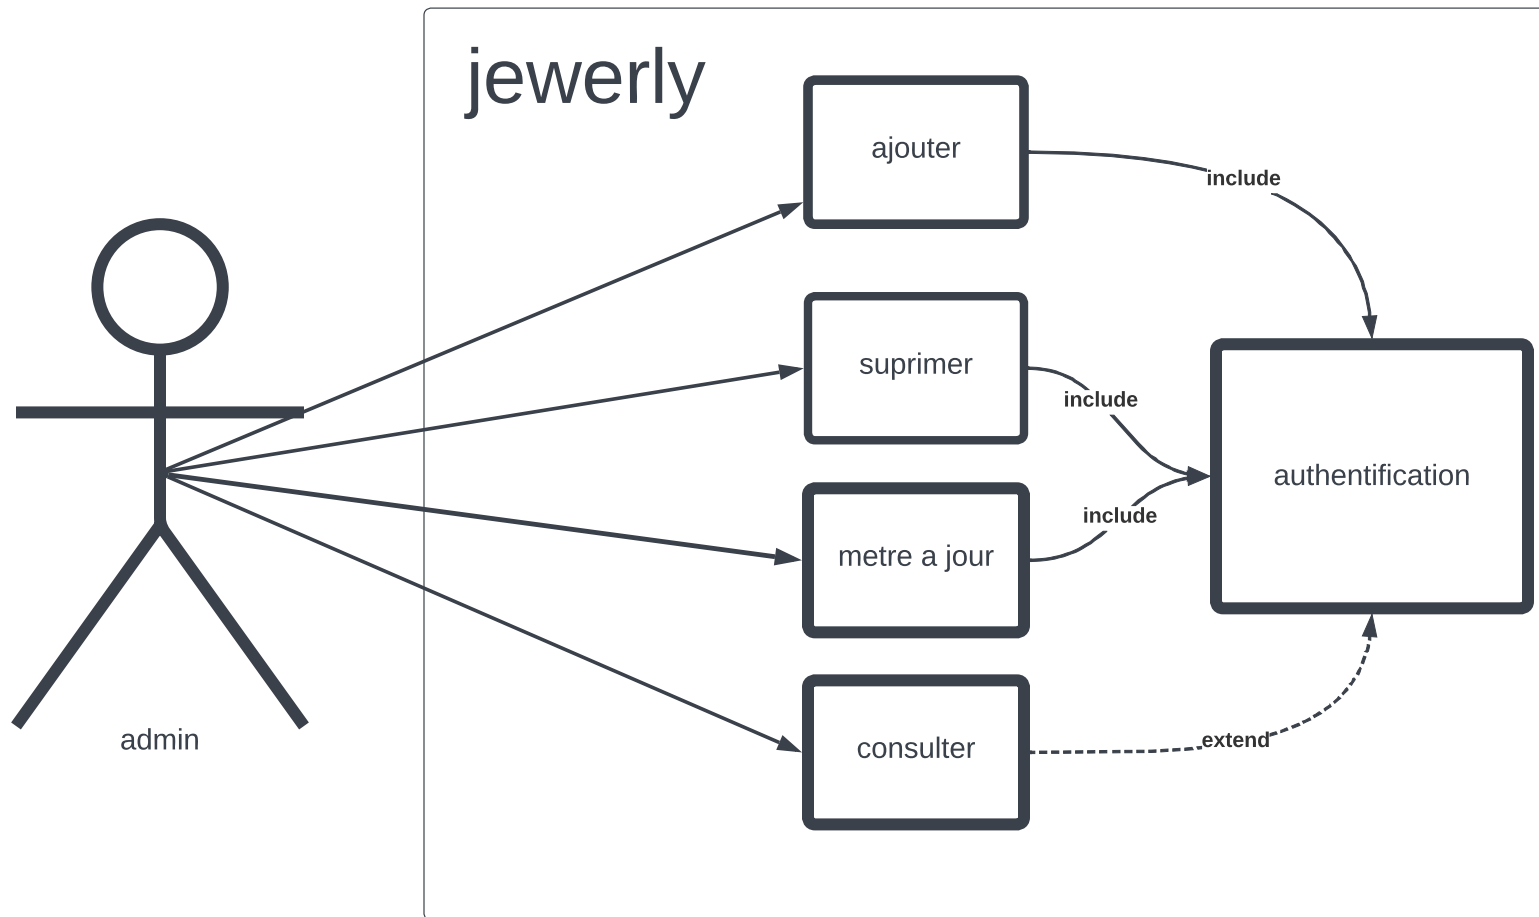 jewerly
ajouter
include
suprimer
include
authentification
metre a jour
include
consulter
extend
admin